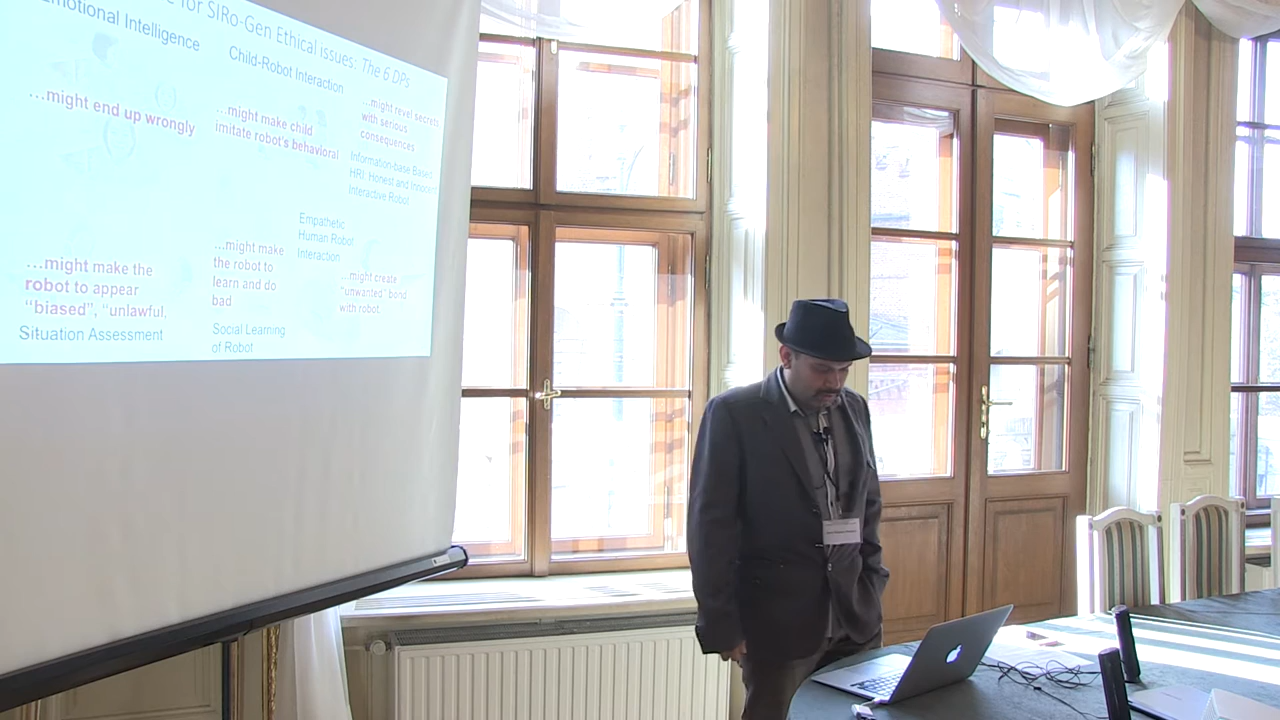 for SIRo-Gen Ethical issues: The 6 DPs
Emotional Intelligence
Child-Robot Interaction
...might end up wrongly
...might make child
imitate robot's behavioral
...might revel secrets
with serious
consequences
Information-base Based
HRI: Honest and Innocent
Interactive Robot
Empathetic
Human Robot
Interaction
...might make the
robot to appear
"biased", "unlawful,
Situation Assessment
...might make
the robot to
learn and do
bad
Social Learning
of Robot
...might create
"unwanted" bond
with robot.